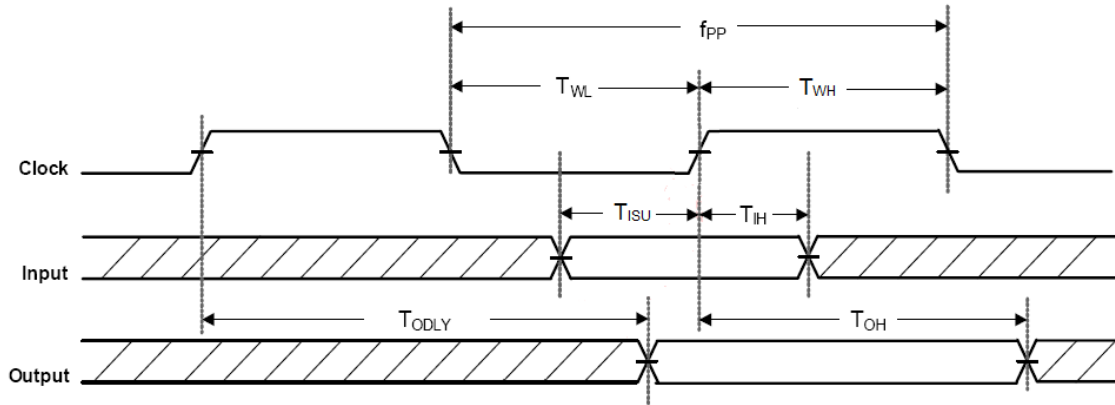 fPP
TWL
TWH
Clock
TISU
TIH
Input
TODLY
TOH
Output